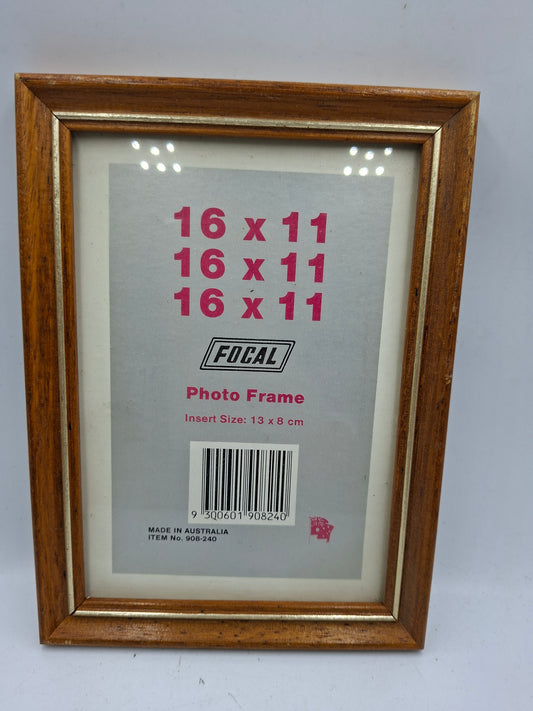 16 x 11
16 x 11
16 x 11
FOCAL
Photo Frame
Insert Size: 13 x 8 cm
9 300601 908240
MADE IN AUSTRALIA
ITEM No. 908-240